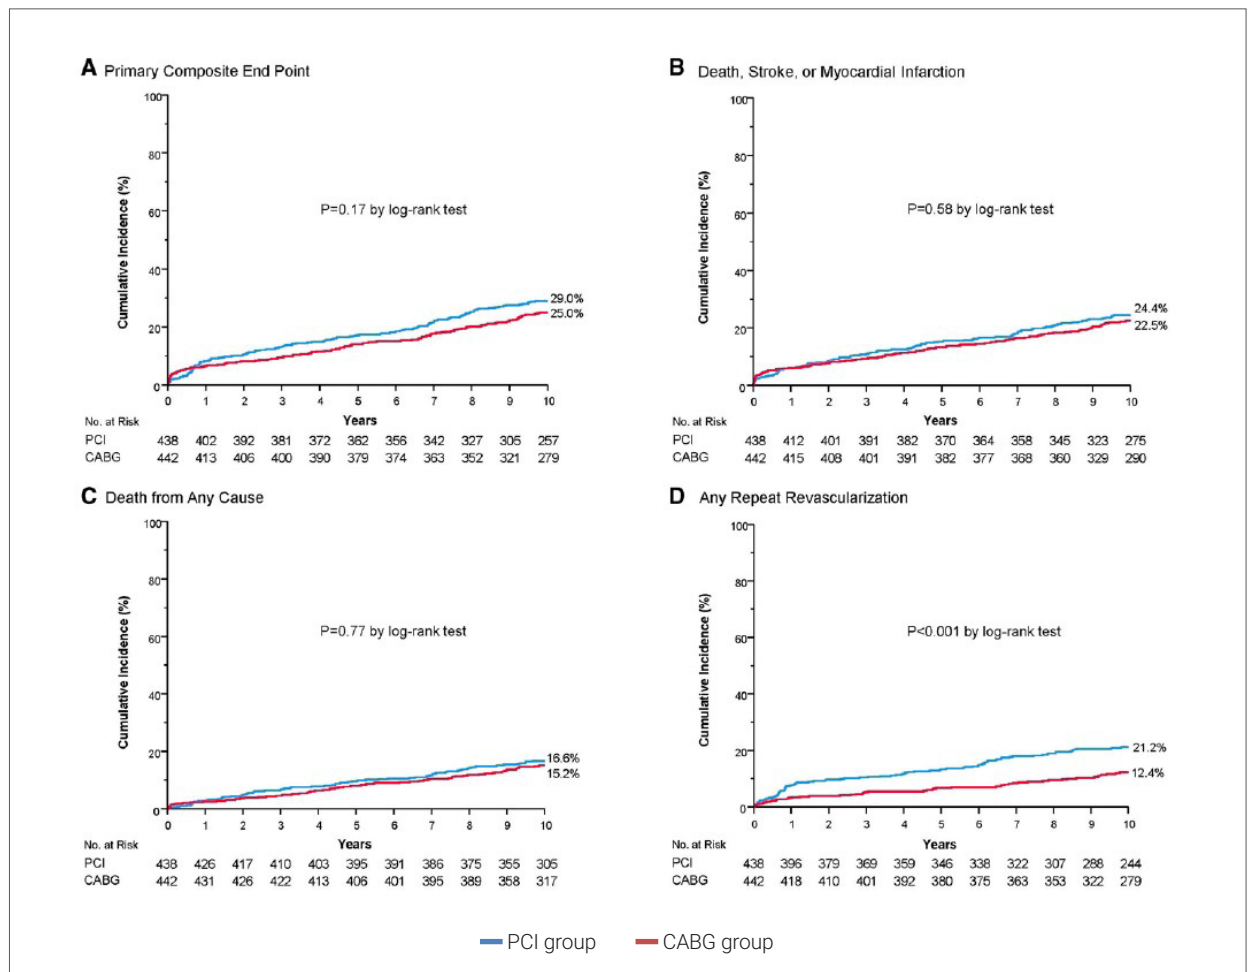 A Primary Composite End Point
100
80
60
40
20
0
Cumulative Incidence (%)
P=0.17 by log-rank test
29.0%
25.0%
0 1 2 3 4 5 6 7 8 9 10
Years
No. at Risk
PCI 438 402 392 381 372 362 356 342 327 305 257
CABG 442 413 406 400 390 379 374 363 352 321 279
B Death, Stroke, or Myocardial Infarction
100
80
60
40
20
0
Cumulative Incidence (%)
P=0.58 by log-rank test
24.4%
22.5%
0 1 2 3 4 5 6 7 8 9 10
Years
No. at Risk
PCI 438 412 401 391 382 370 364 358 345 323 275
CABG 442 415 408 401 391 382 377 368 360 329 290
C Death from Any Cause
100
80
60
40
20
0
Cumulative Incidence (%)
P=0.77 by log-rank test
16.6%
15.2%
0 1 2 3 4 5 6 7 8 9 10
Years
No. at Risk
PCI 438 426 417 410 403 395 391 386 375 355 305
CABG 442 431 426 422 413 406 401 395 389 358 317
D Any Repeat Revascularization
100
80
60
40
20
0
Cumulative Incidence (%)
P<0.001 by log-rank test
21.2%
12.4%
0 1 2 3 4 5 6 7 8 9 10
Years
No. at Risk
PCI 438 396 379 369 359 346 338 322 307 288 244
CABG 442 418 410 401 392 380 375 363 353 322 279
PCI group CABG group